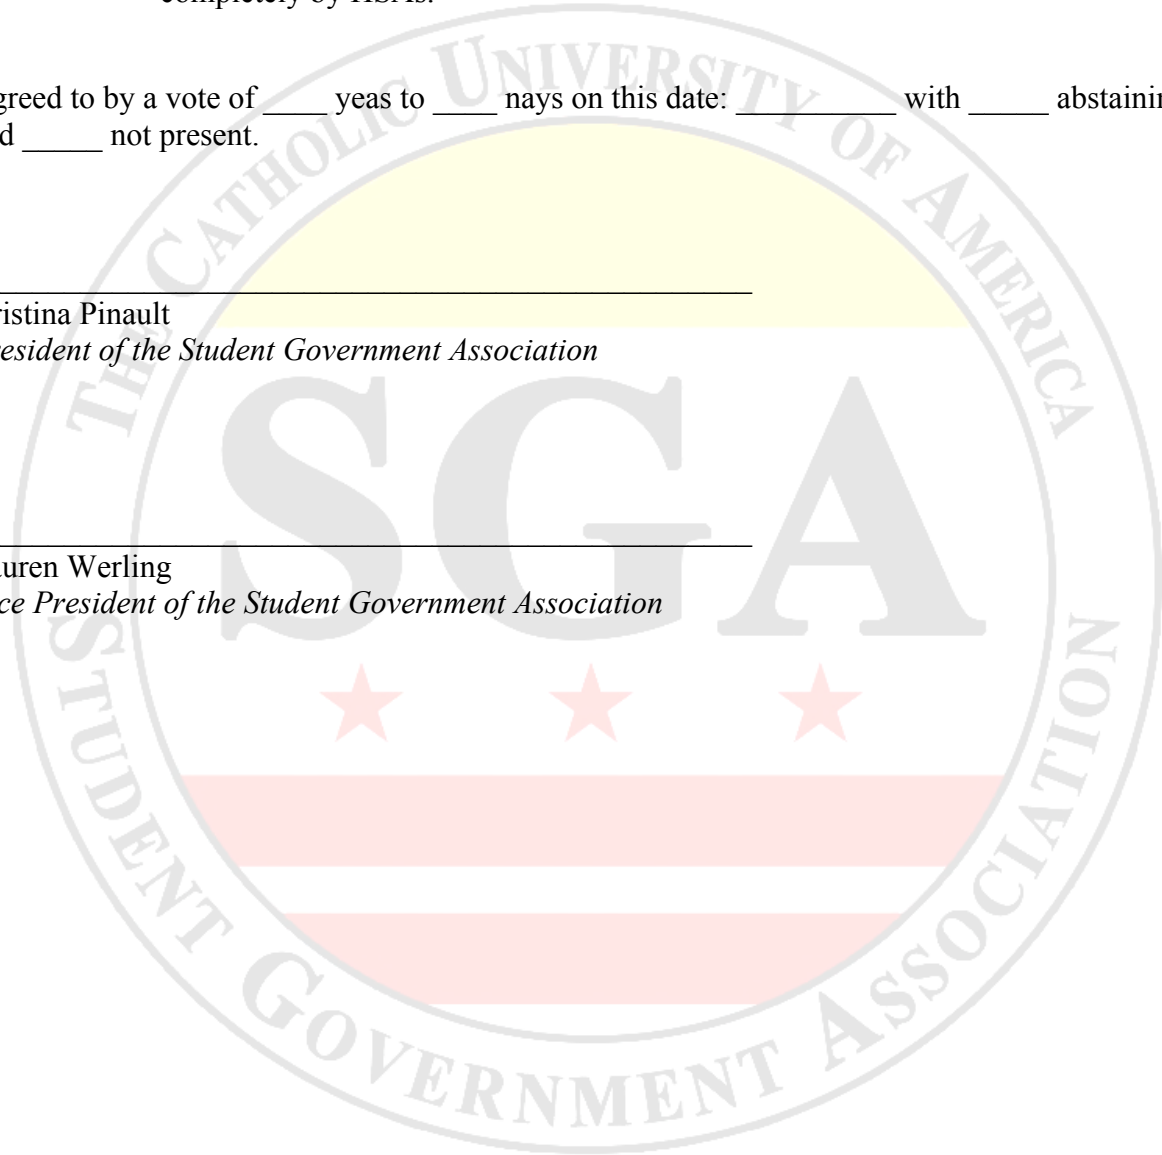 completely by HSAs.
greed to by a vote of ____ yeas to ____ nays on this date: __________ with _____ abstainin
d _____ not present.
ristina Pinault
esident of the Student Government Association
uren Werling
ce President of the Student Government Association
THE CATHOLIC UNIVERSITY OF AMERICA
SGA
STUDENT GOVERNMENT ASSOCIATION